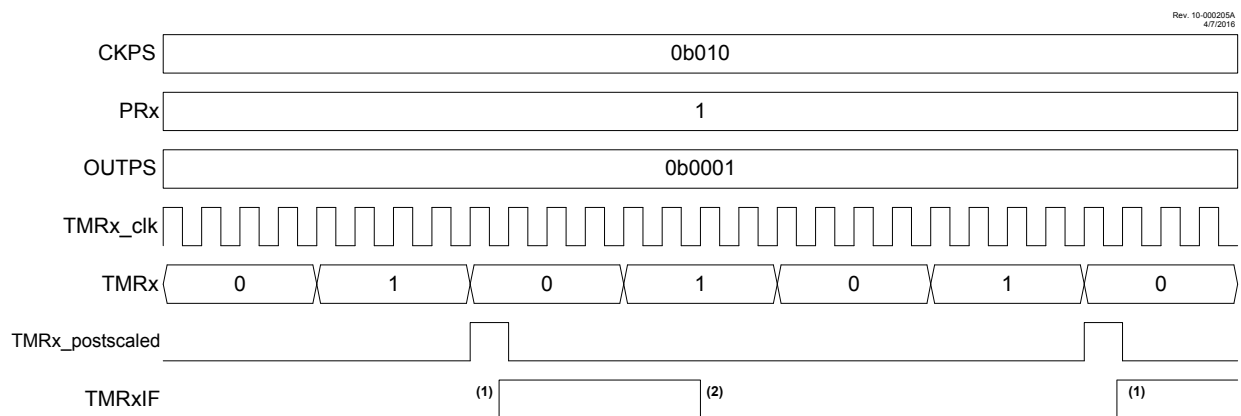 Rev. 10-000205A
4/7/2016
CKPS 0b010
PRx 1
OUTPS 0b0001
TMRx_clk
TMRx 0 1 0 1 0 1 0
TMRx_postscaled
TMRxIF (1) (2) (1)